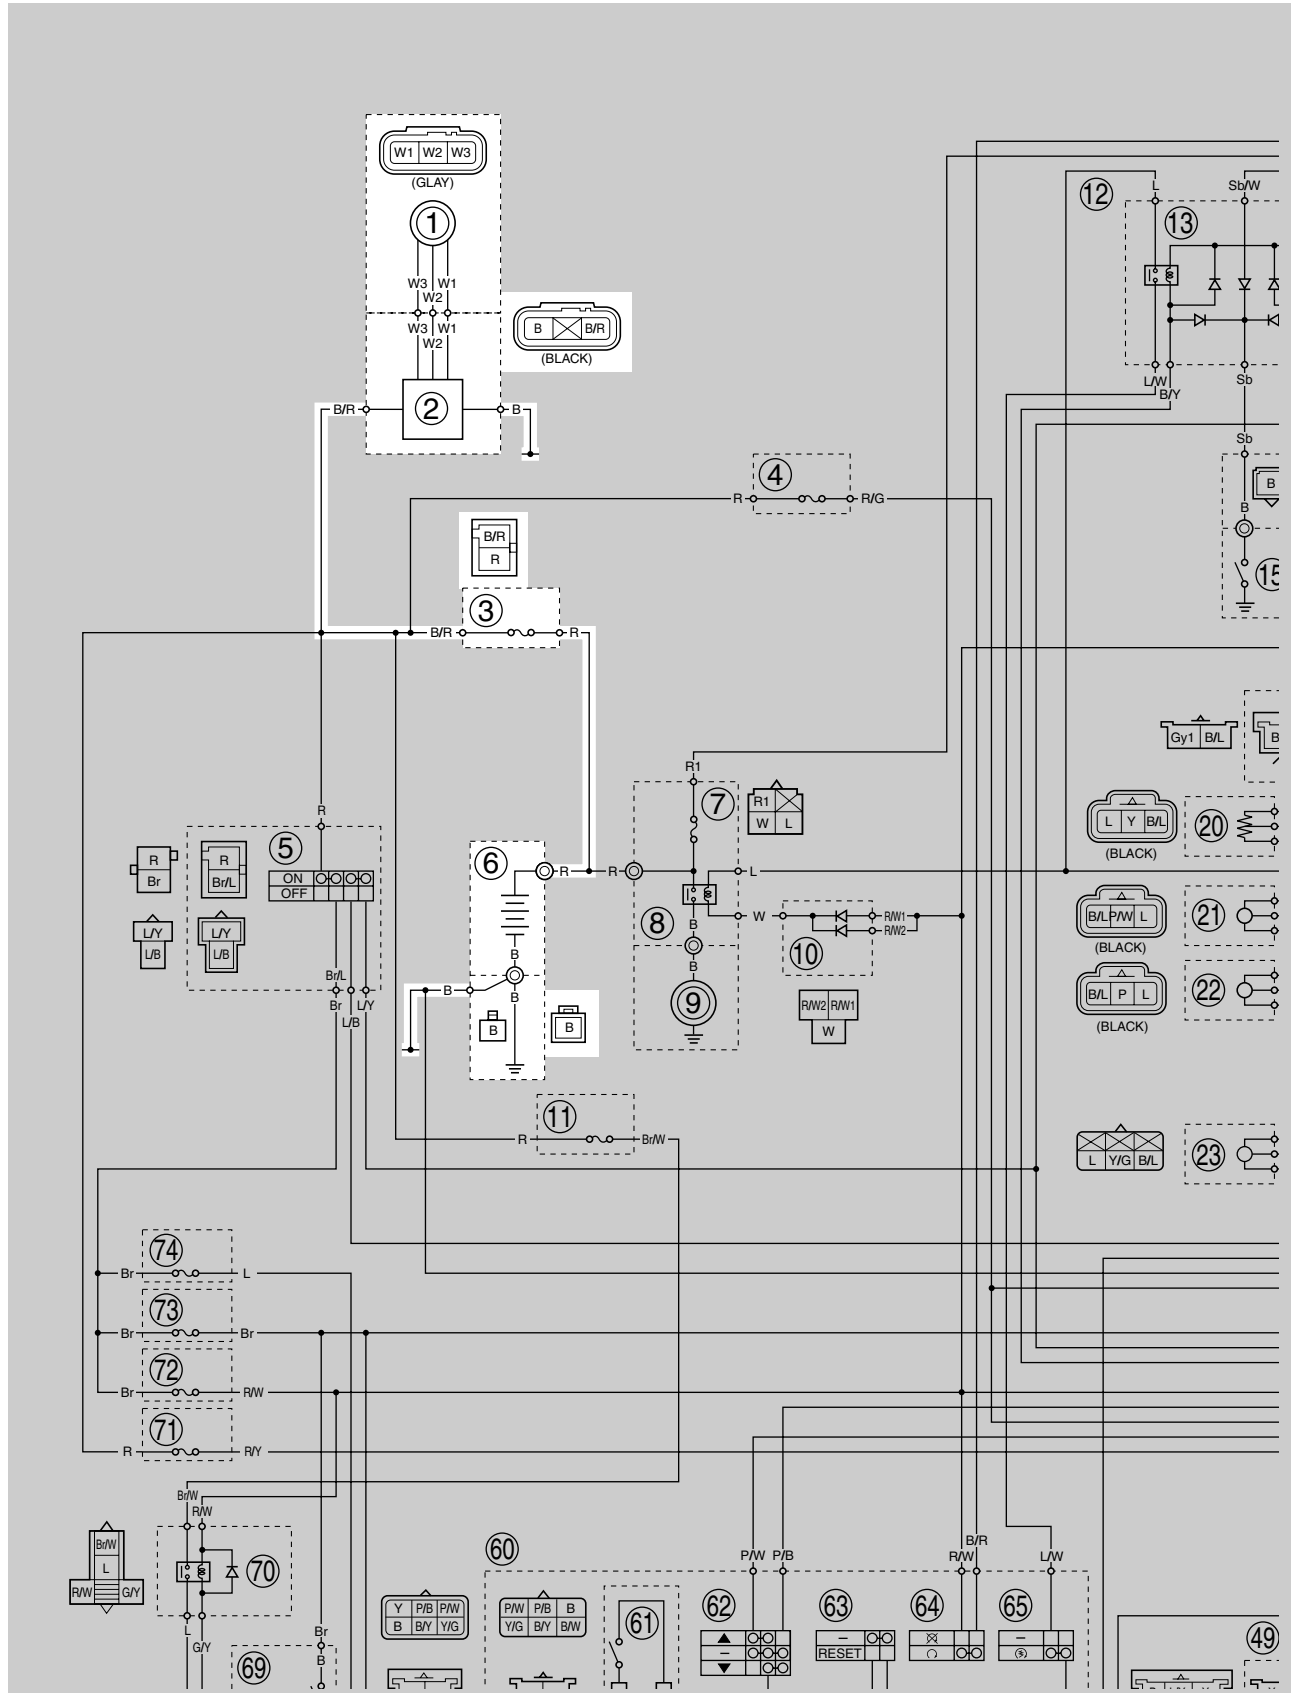 W1 W2 W3
(GLAY)
1
W3 W1
W2
W3 W1
W2
B B/R
(BLACK)
B/R 2 B
12
L Sb/W
13
L/W Sb
B/Y
Sb
B
B
15
4
R R/G
B/R
R
3
B/R R
Gy1 B/L
B
R1
7
R1
W L
L Y B/L
(BLACK)
20
R
5
R
Br
R
Br/L
ON
OFF
6
R R L
L/Y
L/B
L/Y
L/B
B/L P/W L
(BLACK)
21
W R/W1
R/W2
8
B
B
10
Br/L
B
B
B
Br L/Y
L/B
B
B
9
R/W2 R/W1
W
B/L P L
(BLACK)
22
11
R Br/W
L Y/G B/L
23
74
Br L
73
Br Br
72
Br R/W
71
R R/Y
Br/W
R/W
Br/W
L
R/W G/Y
70
L
G/Y
Br
B
69
60
Y P/B P/W
B B/Y Y/G
P/W P/B B
Y/G B/Y B/W
61
P/W P/B
62
63
RESET
R/W B/R
64
L/W
65
49